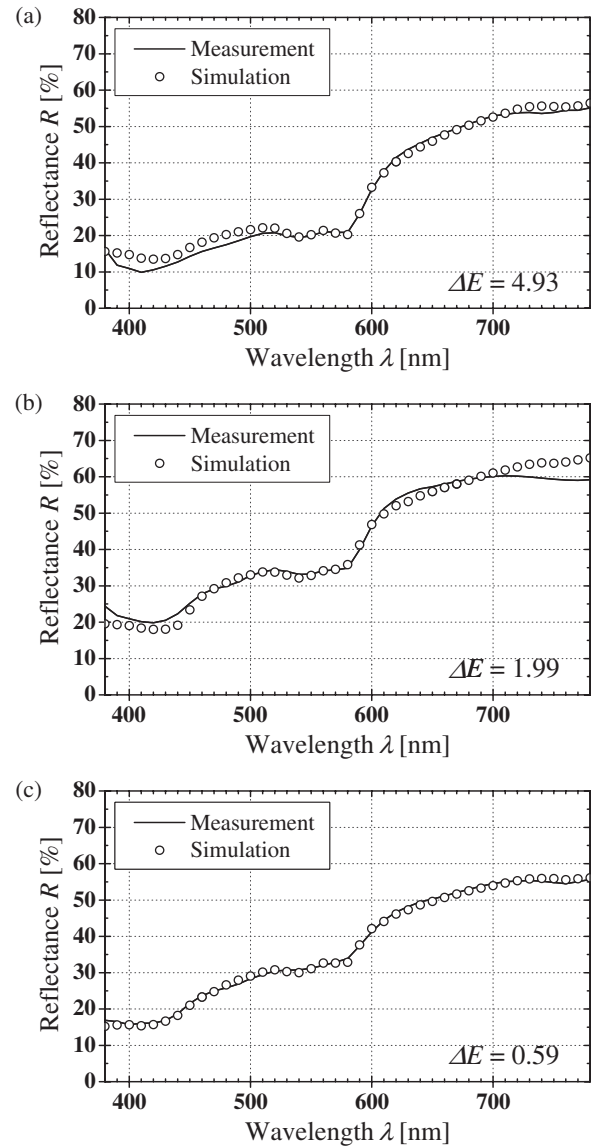 (a)
80
70
60
50
40
30
20
10
0
Reflectance R [%]
Measurement
Simulation
ΔE = 4.93
400 500 600 700
Wavelength λ [nm]
(b)
80
70
60
50
40
30
20
10
0
Reflectance R [%]
Measurement
Simulation
ΔE = 1.99
400 500 600 700
Wavelength λ [nm]
(c)
80
70
60
50
40
30
20
10
0
Reflectance R [%]
Measurement
Simulation
ΔE = 0.59
400 500 600 700
Wavelength λ [nm]